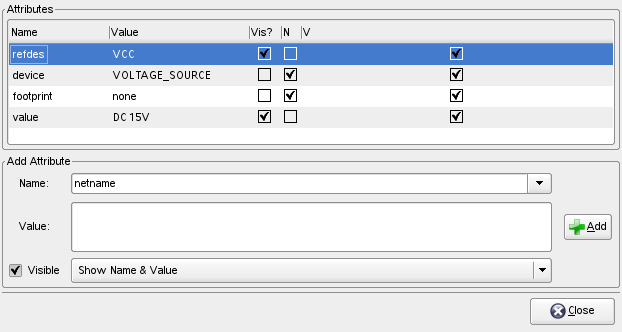 Attributes
Name Value Vis? N V
refdes VCC
device VOLTAGE_SOURCE
footprint none
value DC 15V
Add Attribute
Name: netname
Value: Add
Visible Show Name & Value
Close